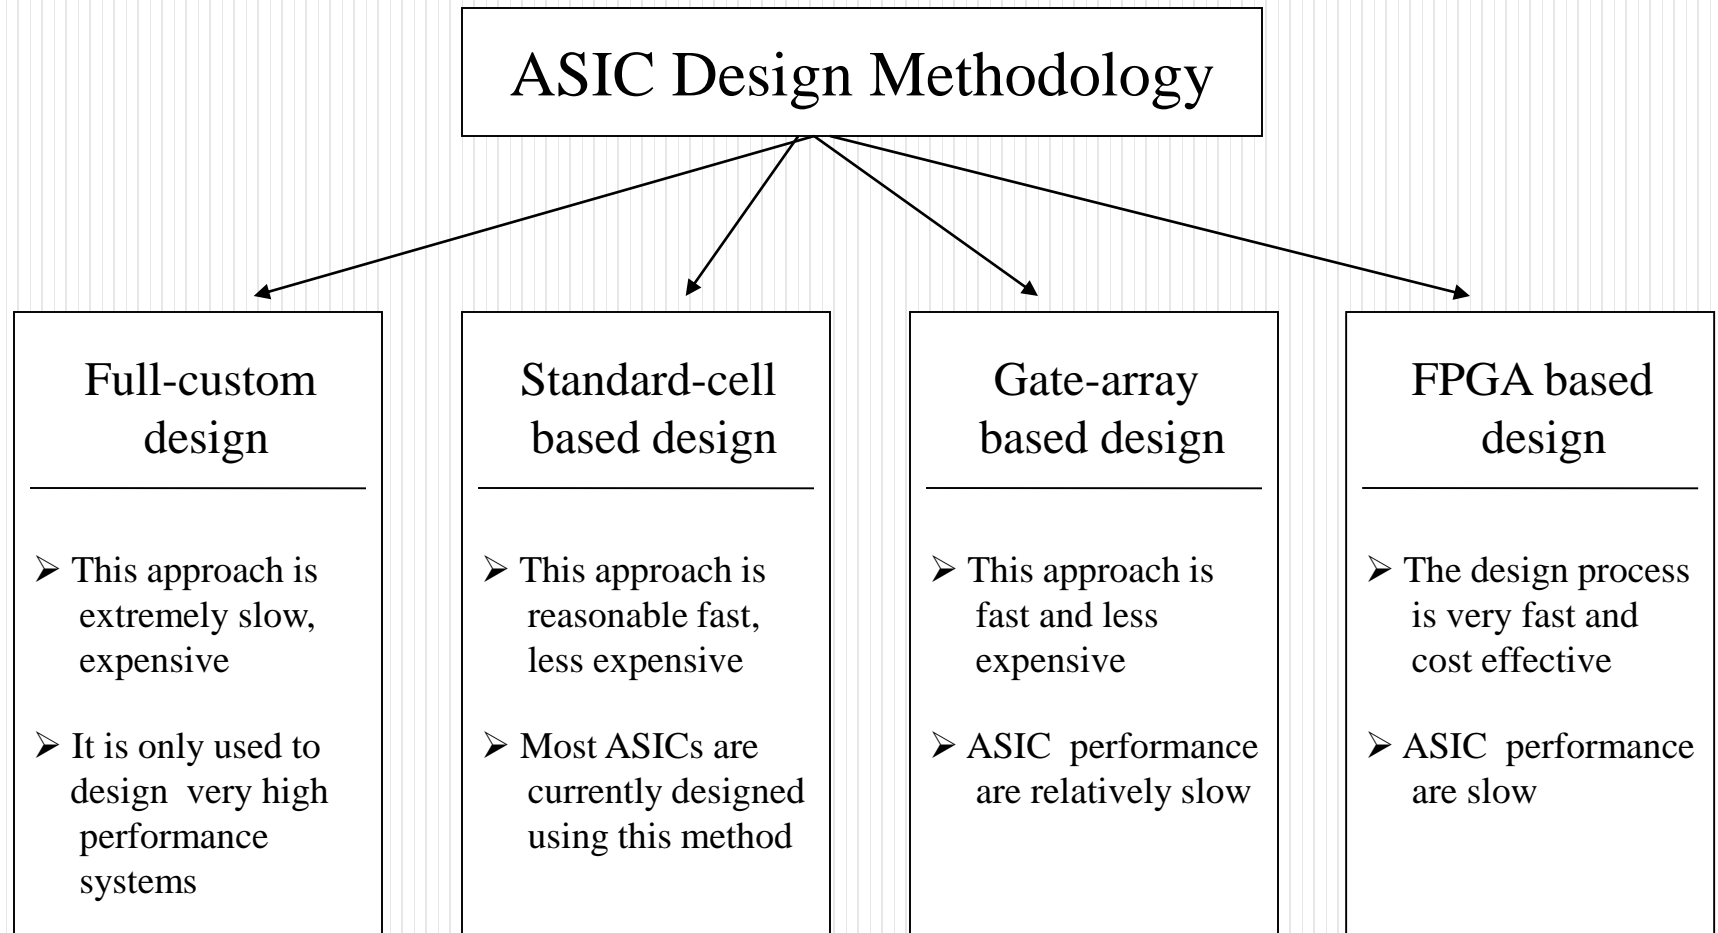 ASIC Design Methodology
Full-custom
design
➢ This approach is
extremely slow,
expensive
➢ It is only used to
design very high
performance
systems
Standard-cell
based design
➢ This approach is
reasonable fast,
less expensive
➢ Most ASICs are
currently designed
using this method
Gate-array
based design
➢ This approach is
fast and less
expensive
➢ ASIC performance
are relatively slow
FPGA based
design
➢ The design process
is very fast and
cost effective
➢ ASIC performance
are slow